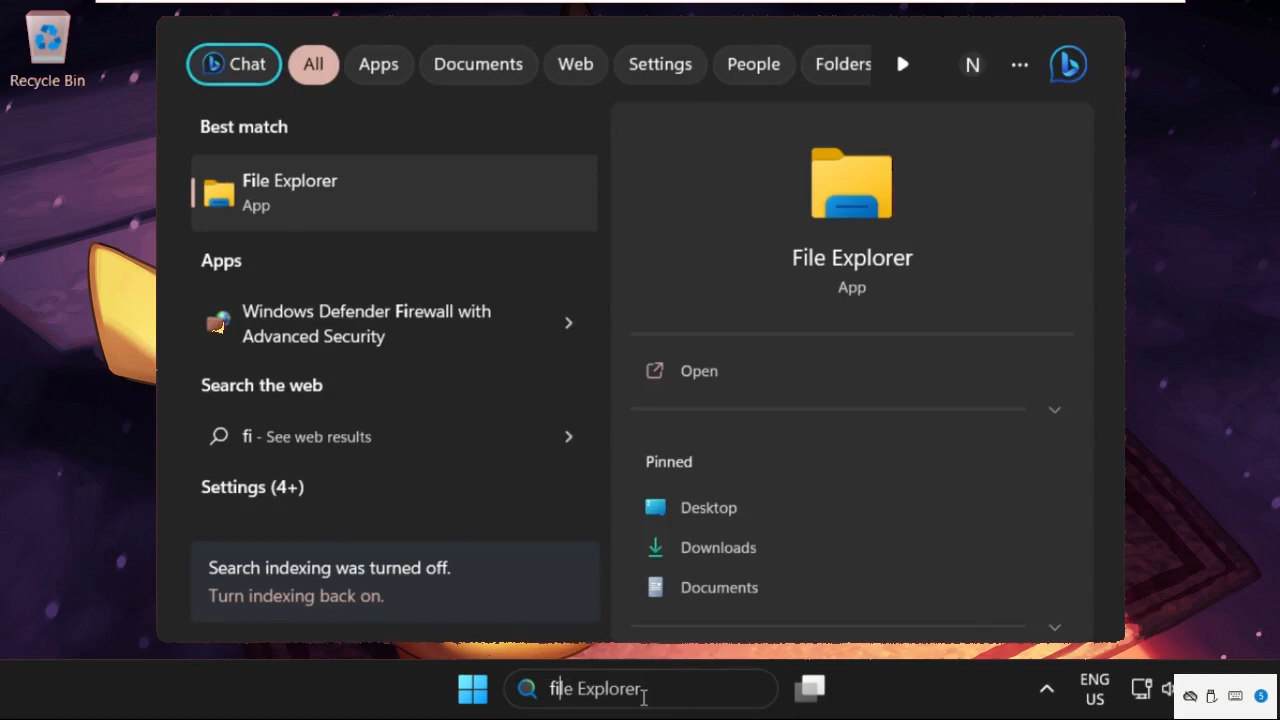 Recycle Bin
Chat
All
Apps
Documents
Web
Settings
People
Folders
N
Best match
File Explorer
App
Apps
Windows Defender Firewall with
Advanced Security
Search the web
fi - See web results
Settings (4+)
Search indexing was turned off.
Turn indexing back on.
File Explorer
App
Open
Pinned
Desktop
Downloads
Documents
file Explorer
ENG
US
5